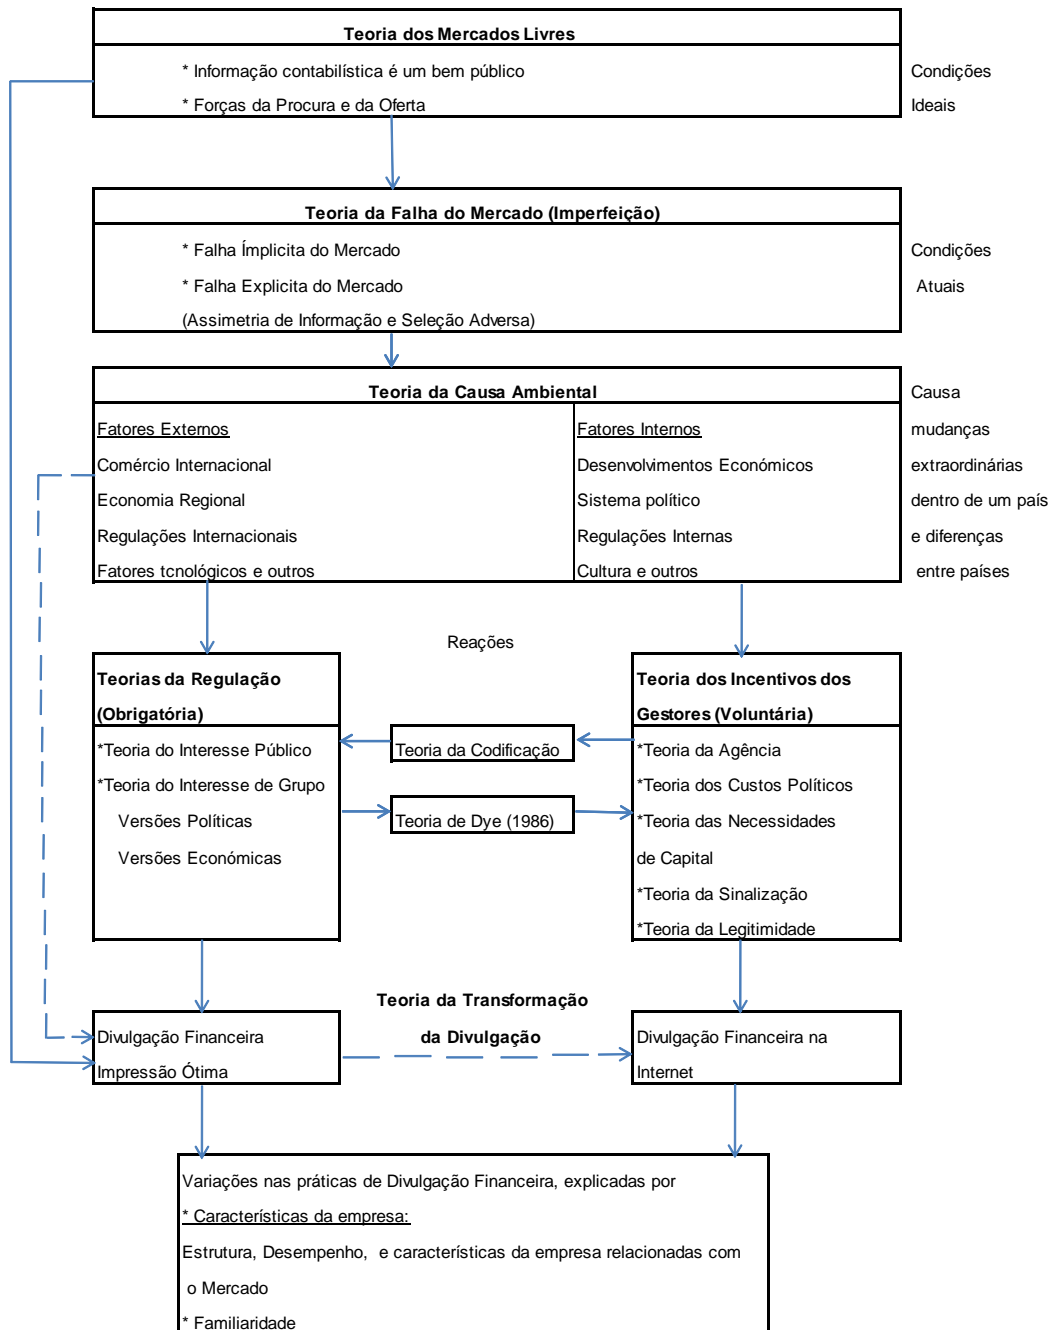 Teoria dos Mercados Livres
* Informação contabilística é um bem público
* Forças da Procura e da Oferta
Condições
Ideais
Teoria da Falha do Mercado (Imperfeição)
* Falha Ímplicita do Mercado
* Falha Explicita do Mercado
(Assimetria de Informação e Seleção Adversa)
Condições
Atuais
Teoria da Causa Ambiental
Fatores Externos
Comércio Internacional
Economia Regional
Regulações Internacionais
Fatores tcnológicos e outros
Fatores Internos
Desenvolvimentos Económicos
Sistema político
Regulações Internas
Cultura e outros
Causa
mudanças
extraordinárias
dentro de um país
e diferenças
entre países
Reações
Teorias da Regulação
(Obrigatória)
*Teoria do Interesse Público
*Teoria do Interesse de Grupo
Versões Políticas
Versões Económicas
Teoria da Codificação
Teoria de Dye (1986)
Teoria dos Incentivos dos
Gestores (Voluntária)
*Teoria da Agência
*Teoria dos Custos Políticos
*Teoria das Necessidades
de Capital
*Teoria da Sinalização
*Teoria da Legitimidade
Teoria da Transformação
da Divulgação
Divulgação Financeira
Impressão Ótima
Divulgação Financeira na
Internet
Variações nas práticas de Divulgação Financeira, explicadas por
* Características da empresa:
Estrutura, Desempenho, e características da empresa relacionadas com
o Mercado
* Familiaridade